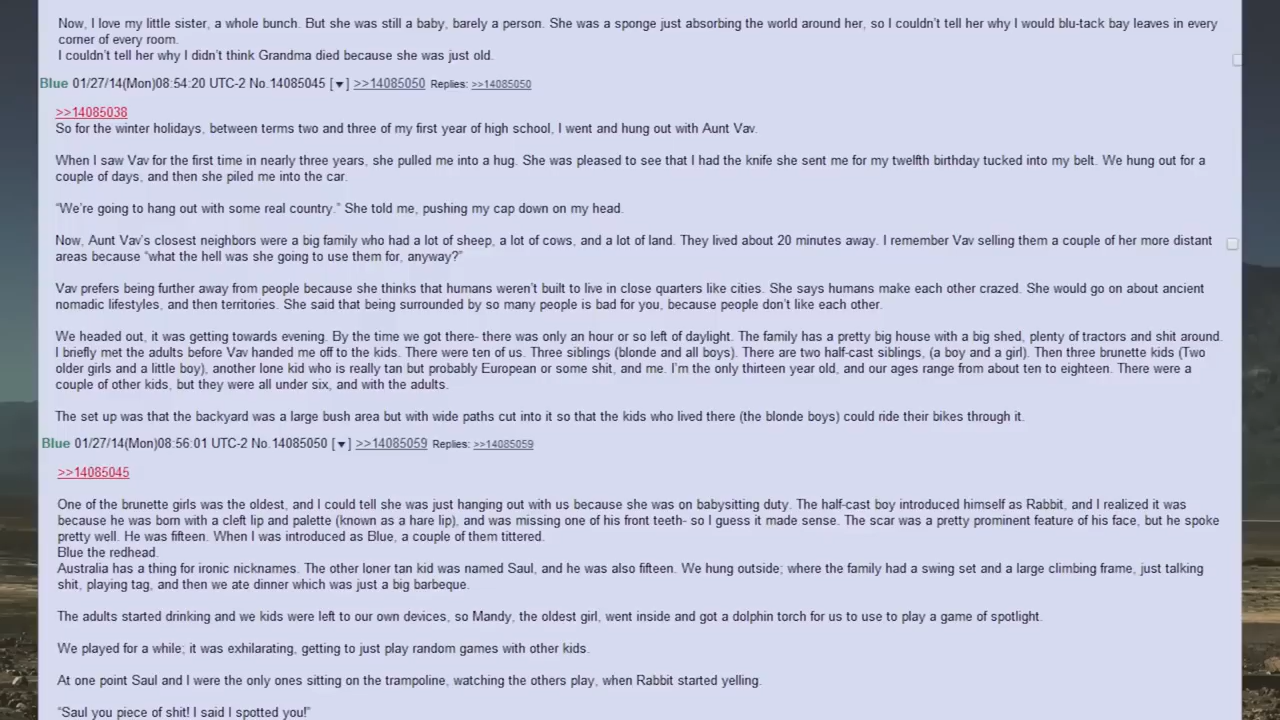 Now, I love my little sister, a whole bunch. But she was still a baby, barely a person. She was a sponge just absorbing the world around her, so I couldn't tell her why I would blu-tack bay leaves in every
corner of every room.
I couldn't tell her why I didn't think Grandma died because she was just old.
Blue 01/27/14(Mon)08:54:20 UTC-2 No.14085045 [▼] >>14085050 Replies: >>14085050
>>14085038
So for the winter holidays, between terms two and three of my first year of high school, I went and hung out with Aunt Vav.
When I saw Vav for the first time in nearly three years, she pulled me into a hug. She was pleased to see that I had the knife she sent me for my twelfth birthday tucked into my belt. We hung out for a
couple of days, and then she piled me into the car.
“We're going to hang out with some real country.” She told me, pushing my cap down on my head.
Now, Aunt Vav's closest neighbors were a big family who had a lot of sheep, a lot of cows, and a lot of land. They lived about 20 minutes away. I remember Vav selling them a couple of her more distant
areas because “what the hell was she going to use them for, anyway?”
Vav prefers being further away from people because she thinks that humans weren't built to live in close quarters like cities. She says humans make each other crazed. She would go on about ancient
nomadic lifestyles, and then territories. She said that being surrounded by so many people is bad for you, because people don't like each other.
We headed out, it was getting towards evening. By the time we got there- there was only an hour or so left of daylight. The family has a pretty big house with a big shed, plenty of tractors and shit around.
I briefly met the adults before Vav handed me off to the kids. There were ten of us. Three siblings (blonde and all boys). There are two half-cast siblings, (a boy and a girl). Then three brunette kids (Two
older girls and a little boy), another lone kid who is really tan but probably European or some shit, and me. I'm the only thirteen year old, and our ages range from about ten to eighteen. There were a
couple of other kids, but they were all under six, and with the adults.
The set up was that the backyard was a large bush area but with wide paths cut into it so that the kids who lived there (the blonde boys) could ride their bikes through it.
Blue 01/27/14(Mon)08:56:01 UTC-2 No.14085050 [▼] >>14085059 Replies: >>14085059
>>14085045
One of the brunette girls was the oldest, and I could tell she was just hanging out with us because she was on babysitting duty. The half-cast boy introduced himself as Rabbit, and I realized it was
because he was born with a cleft lip and palette (known as a hare lip), and was missing one of his front teeth- so I guess it made sense. The scar was a pretty prominent feature of his face, but he spoke
pretty well. He was fifteen. When I was introduced as Blue, a couple of them tittered.
Blue the redhead.
Australia has a thing for ironic nicknames. The other loner tan kid was named Saul, and he was also fifteen. We hung outside; where the family had a swing set and a large climbing frame, just talking
shit, playing tag, and then we ate dinner which was just a big barbeque.
The adults started drinking and we kids were left to our own devices, so Mandy, the oldest girl, went inside and got a dolphin torch for us to use to play a game of spotlight.
We played for a while; it was exhilarating, getting to just play random games with other kids.
At one point Saul and I were the only ones sitting on the trampoline, watching the others play, when Rabbit started yelling.
“Saul you piece of shit! I said I spotted you!”